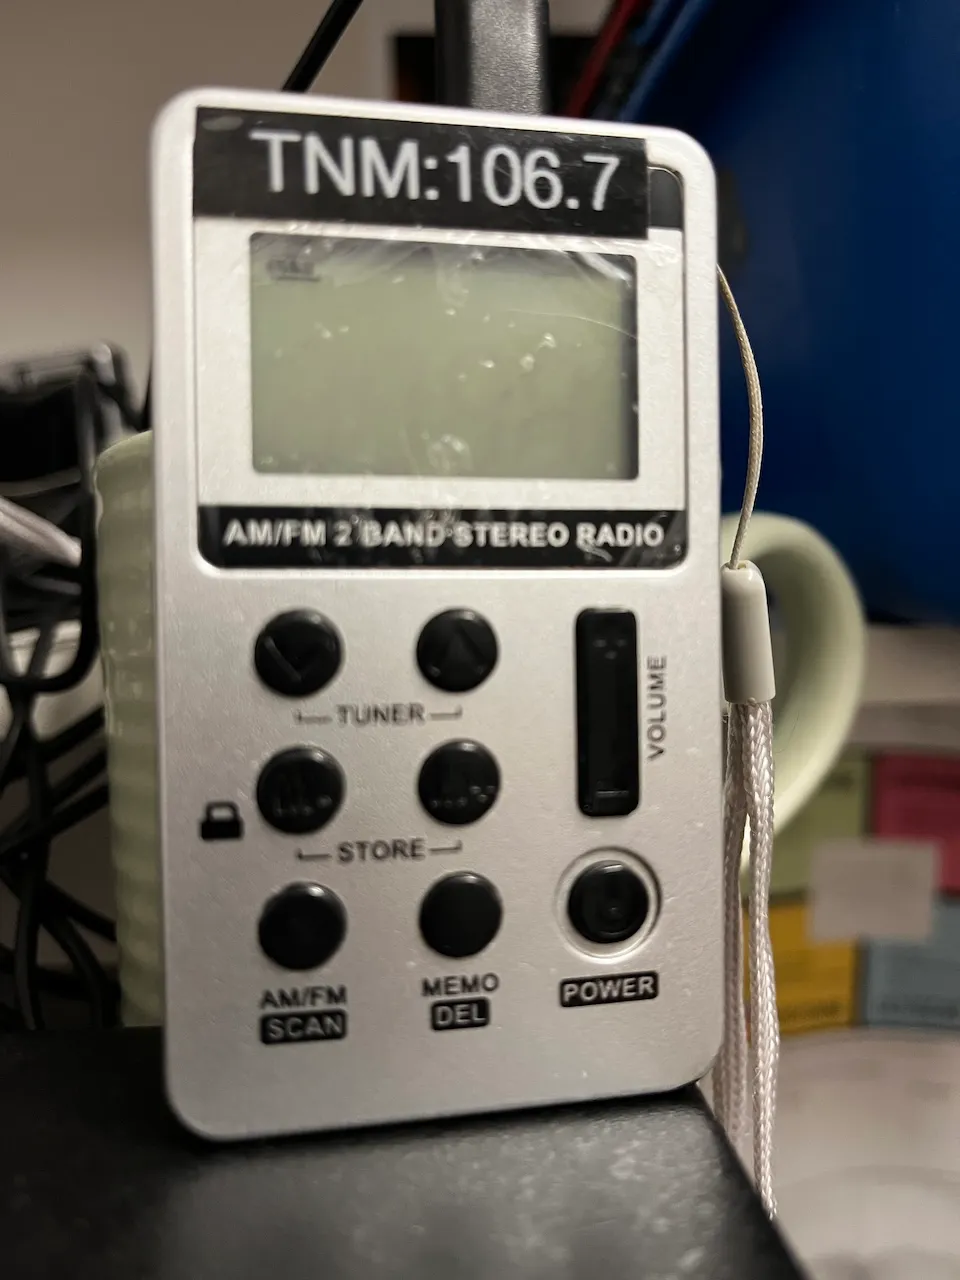 TNM:106.7
AM/FM 2 BAND STEREO RADIO
TUNER
VOLUME
STORE
AM/FM
SCAN
MEMO
DEL
POWER